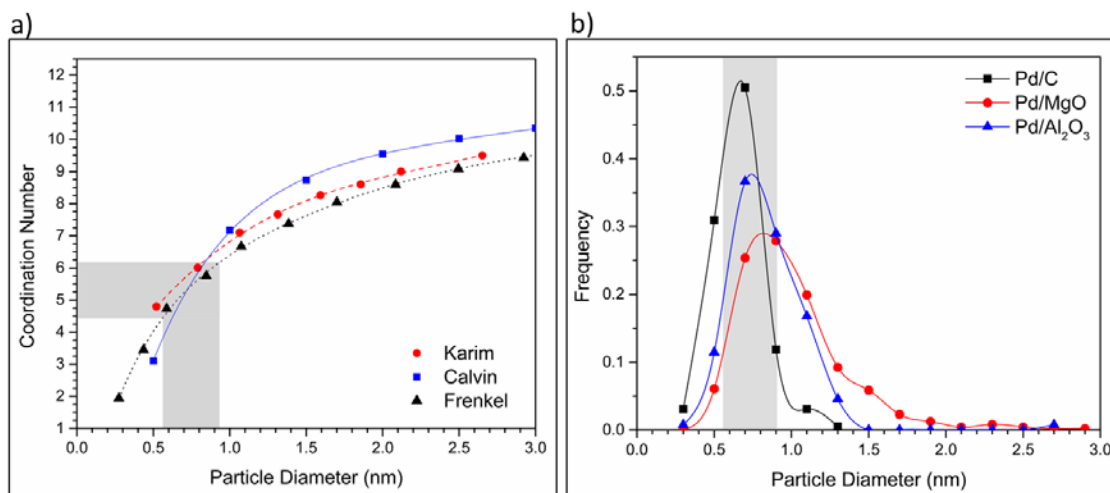 a)
12
11
10
9
8
7
6
5
4
3
2
1
Coordination Number
Karim
Calvin
Frenkel
0.0 0.5 1.0 1.5 2.0 2.5 3.0
Particle Diameter (nm)
b)
0.5
0.4
0.3
0.2
0.1
0.0
Frequency
Pd/C
Pd/MgO
Pd/Al₂O₃
0.0 0.5 1.0 1.5 2.0 2.5 3.0
Particle Diameter (nm)